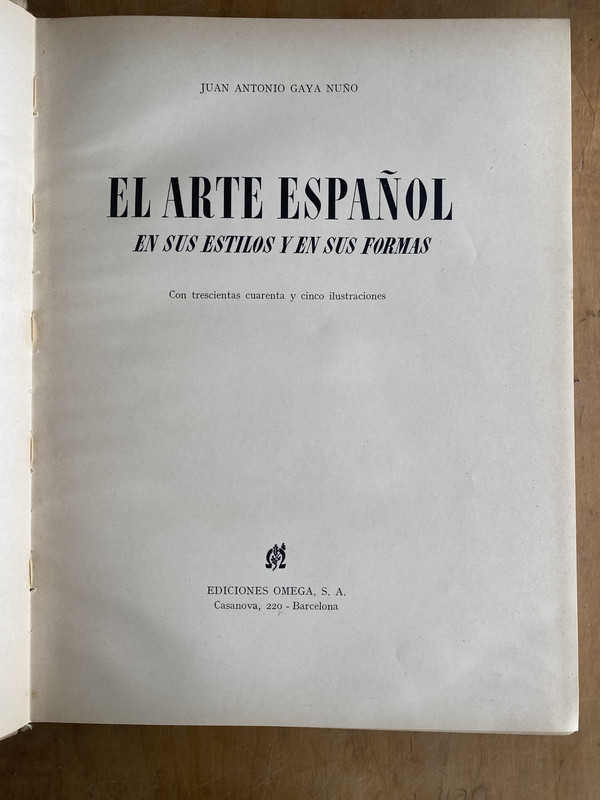 JUAN ANTONIO GAYA NUÑO
EL ARTE ESPAÑOL
EN SUS ESTILOS Y EN SUS FORMAS
Con trescientas cuarenta y cinco ilustraciones
EDICIONES OMEGA, S. A.
Casanova, 220 - Barcelona